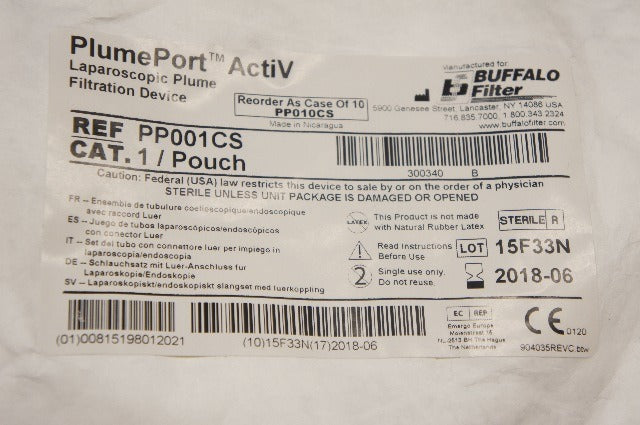 PlumePort™ ActiV
Laparoscopic Plume
Filtration Device
Reorder As Case Of 10
PP010CS
Made in Nicaragua
Manufactured for:
BUFFALO
Filter
5900 Genesee Street, Lancaster, NY 14086 USA
716.835.7000, 1.800.343.2324
www.buffalofilter.com
REF PP001CS
CAT. 1 / Pouch
300340 B
Caution: Federal (USA) law restricts this device to sale by or on the order of a physician
STERILE UNLESS UNIT PACKAGE IS DAMAGED OR OPENED
FR -- Ensemble de tubulure coelioscopique/endoscopique
avec raccord Luer
ES -- Juego de tubos laparoscópicos/endoscópicos
con conector Luer
IT -- Set del tubo con connettore luer per impiego in
laparoscopia/endoscopia
DE -- Schlauchsatz mit Luer-Anschluss fur
Laparoskopie/Endoskopie
SV -- Laparoskopiskt/endoskopiskt slangset med luerkoppling
LATEX
This Product is not made
with Natural Rubber Latex
STERILE R
Read Instructions
Before Use
LOT 15F33N
2 Single use only.
Do not reuse.
2018-06
(01)00815198012021
(10)15F33N(17)2018-06
EC REP
Emergo Europe
Molenstraat 15
2513 BH The Hague
The Netherlands
CE 0120
904035REVC.btw